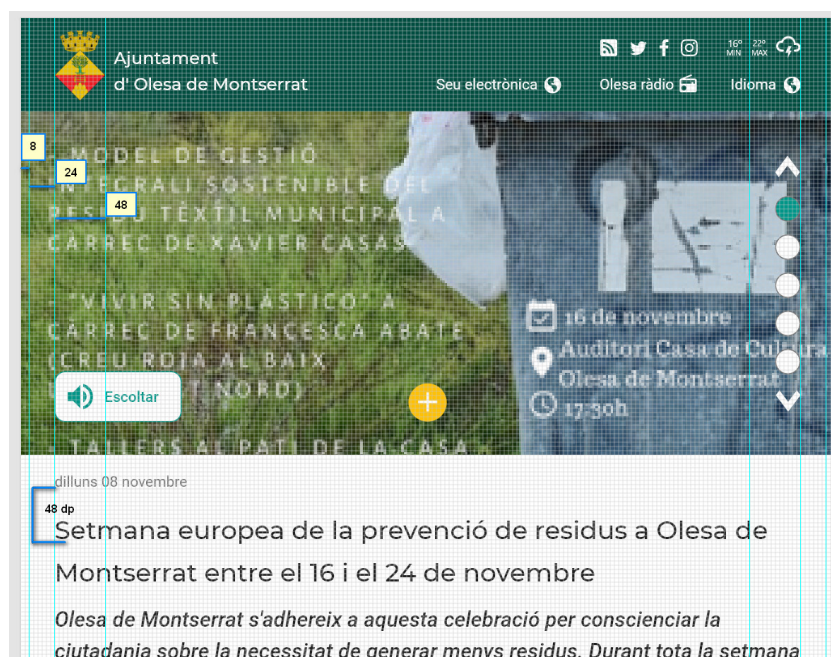 Ajuntament
d' Olesa de Montserrat
16º 22º
MIN MAX
Seu electrònica
Olesa ràdio
Idioma
8
24
48
MODEL DE GESTIÓ
INTEGRAL I SOSTENIBLE DEL
RESIDU TÈXTIL MUNICIPAL A
CÀRREC DE XAVIER CASAS
- "VIVIR SIN PLÁSTICO" A
CÀRREC DE FRANCESCA ABATE
(CREU ROJA AL BAIX
NORD)
- TALLERS AL PATI DE LA CASA
16 de novembre
Auditori Casa de Cultura
Olesa de Montserrat
17:30h
Escoltar
dilluns 08 novembre
48 dp
Setmana europea de la prevenció de residus a Olesa de
Montserrat entre el 16 i el 24 de novembre
Olesa de Montserrat s'adhereix a aquesta celebració per conscienciar la
ciutadania sobre la necessitat de generar menys residus. Durant tota la setmana